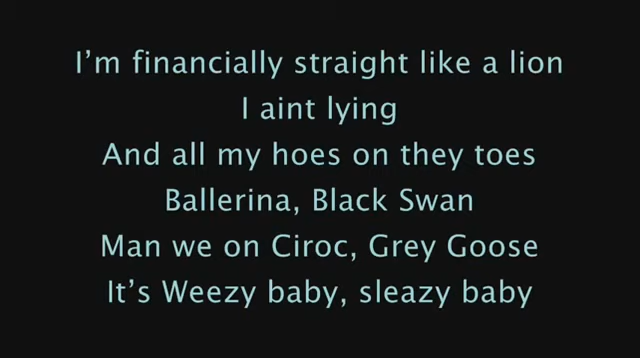 I’m financially straight like a lion
I aint lying
And all my hoes on they toes
Ballerina, Black Swan
Man we on Ciroc, Grey Goose
It’s Weezy baby, sleazy baby